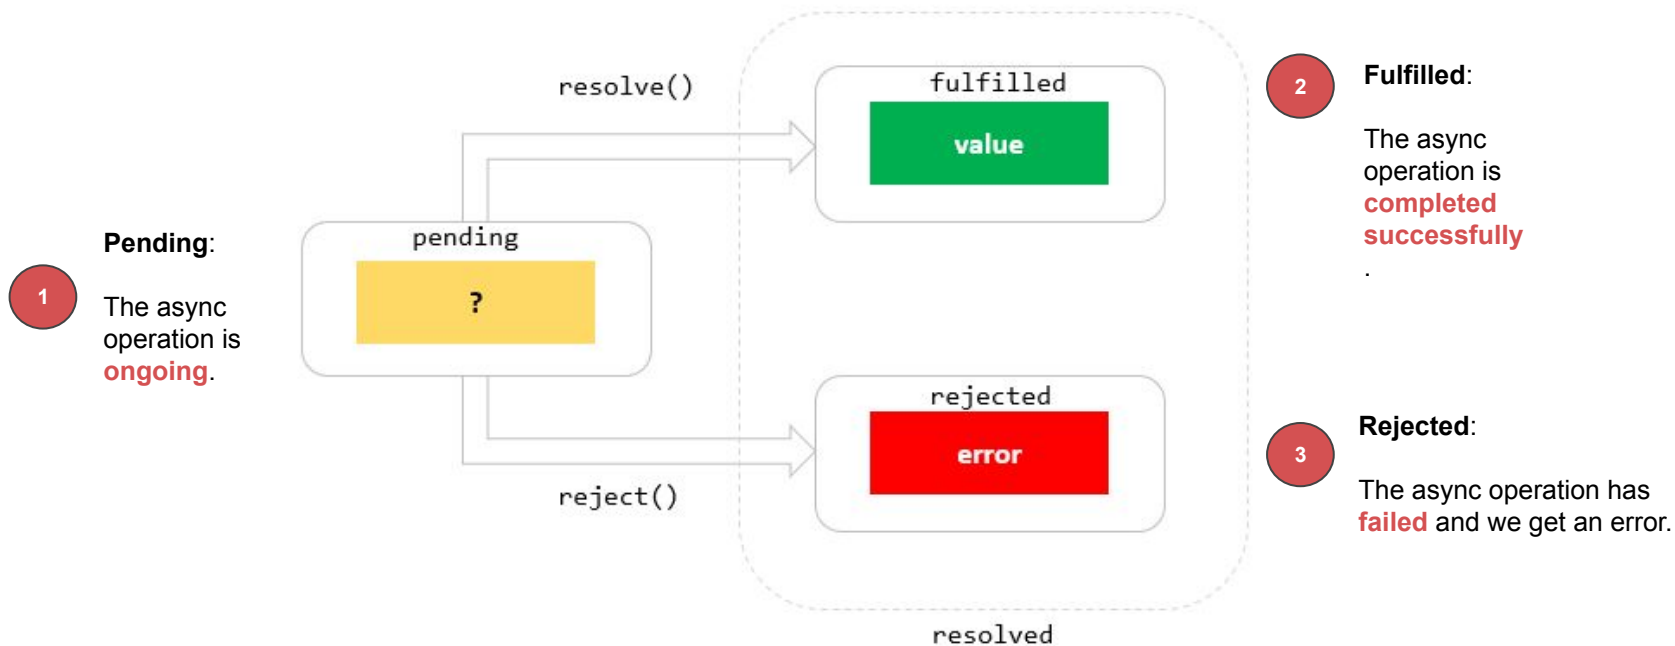 1
Pending:
The async
operation is
ongoing.
pending
?
resolve()
reject()
fulfilled
value
rejected
error
resolved
2
Fulfilled:
The async
operation is
completed
successfully
.
3
Rejected:
The async operation has
failed and we get an error.